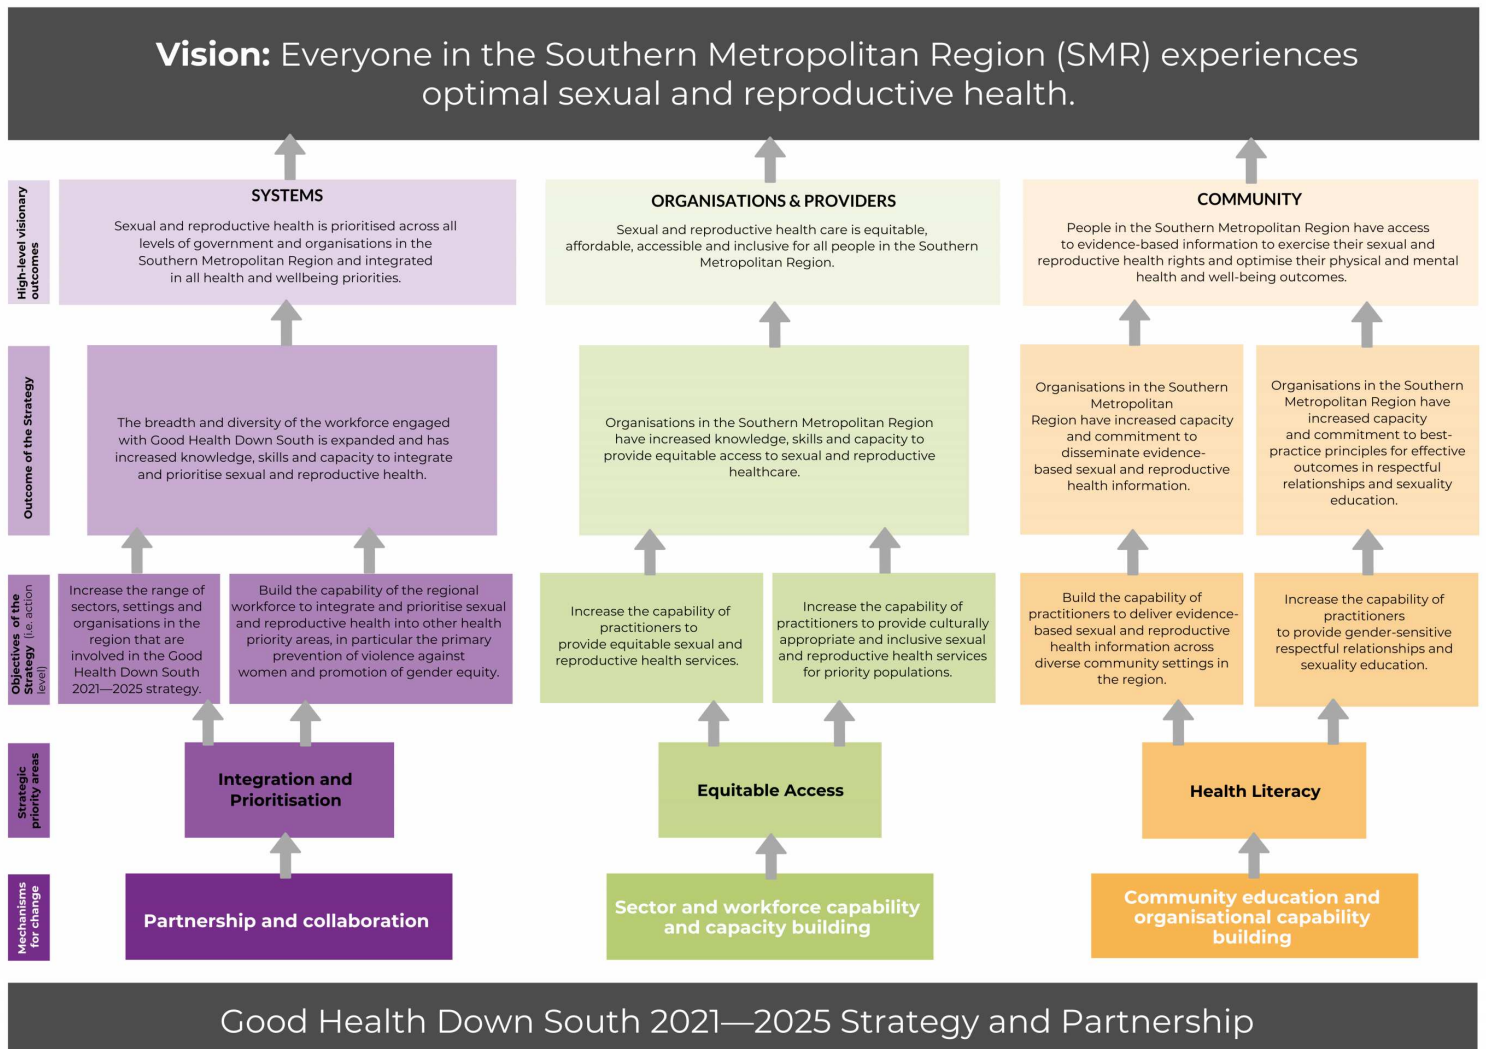 Vision: Everyone in the Southern Metropolitan Region (SMR) experiences
optimal sexual and reproductive health.
High-level visionary
outcomes
SYSTEMS
Sexual and reproductive health is prioritised across all
levels of government and organisations in the
Southern Metropolitan Region and integrated
in all health and wellbeing priorities.
ORGANISATIONS & PROVIDERS
Sexual and reproductive health care is equitable,
affordable, accessible and inclusive for all people in the Southern
Metropolitan Region.
COMMUNITY
People in the Southern Metropolitan Region have access
to evidence-based information to exercise their sexual and
reproductive health rights and optimise their physical and mental
health and well-being outcomes.
Outcome of the Strategy
The breadth and diversity of the workforce engaged
with Good Health Down South is expanded and has
increased knowledge, skills and capacity to integrate
and prioritise sexual and reproductive health.
Organisations in the Southern Metropolitan Region
have increased knowledge, skills and capacity to
provide equitable access to sexual and reproductive
healthcare.
Organisations in the Southern
Metropolitan
Region have increased capacity
and commitment to
disseminate evidence-
based sexual and reproductive
health information.
Organisations in the Southern
Metropolitan Region have
increased capacity
and commitment to best-
practice principles for effective
outcomes in respectful
relationships and sexuality
education.
Objectives of the
Strategy (i.e. action
level)
Increase the range of
sectors, settings and
organisations in the
region that are
involved in the Good
Health Down South
2021—2025 strategy.
Build the capability of the regional
workforce to integrate and prioritise sexual
and reproductive health into other health
priority areas, in particular the primary
prevention of violence against
women and promotion of gender equity.
Increase the capability of
practitioners to
provide equitable sexual and
reproductive health services.
Increase the capability of
practitioners to provide culturally
appropriate and inclusive sexual
and reproductive health services
for priority populations.
Build the capability of
practitioners to deliver evidence-
based sexual and reproductive
health information across
diverse community settings in
the region.
Increase the capability of
practitioners
to provide gender-sensitive
respectful relationships and
sexuality education.
Strategic
priority areas
Integration and
Prioritisation
Equitable Access
Health Literacy
Mechanisms
for change
Partnership and collaboration
Sector and workforce capability
and capacity building
Community education and
organisational capability
building
Good Health Down South 2021—2025 Strategy and Partnership